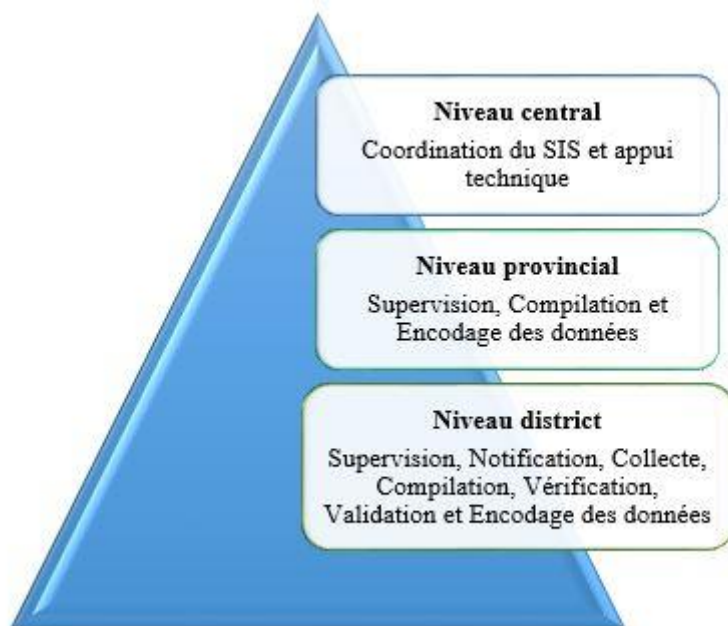 Niveau central
Coordination du SIS et appui
technique
Niveau provincial
Supervision, Compilation et
Encodage des données
Niveau district
Supervision, Notification, Collecte,
Compilation, Vérification,
Validation et Encodage des données